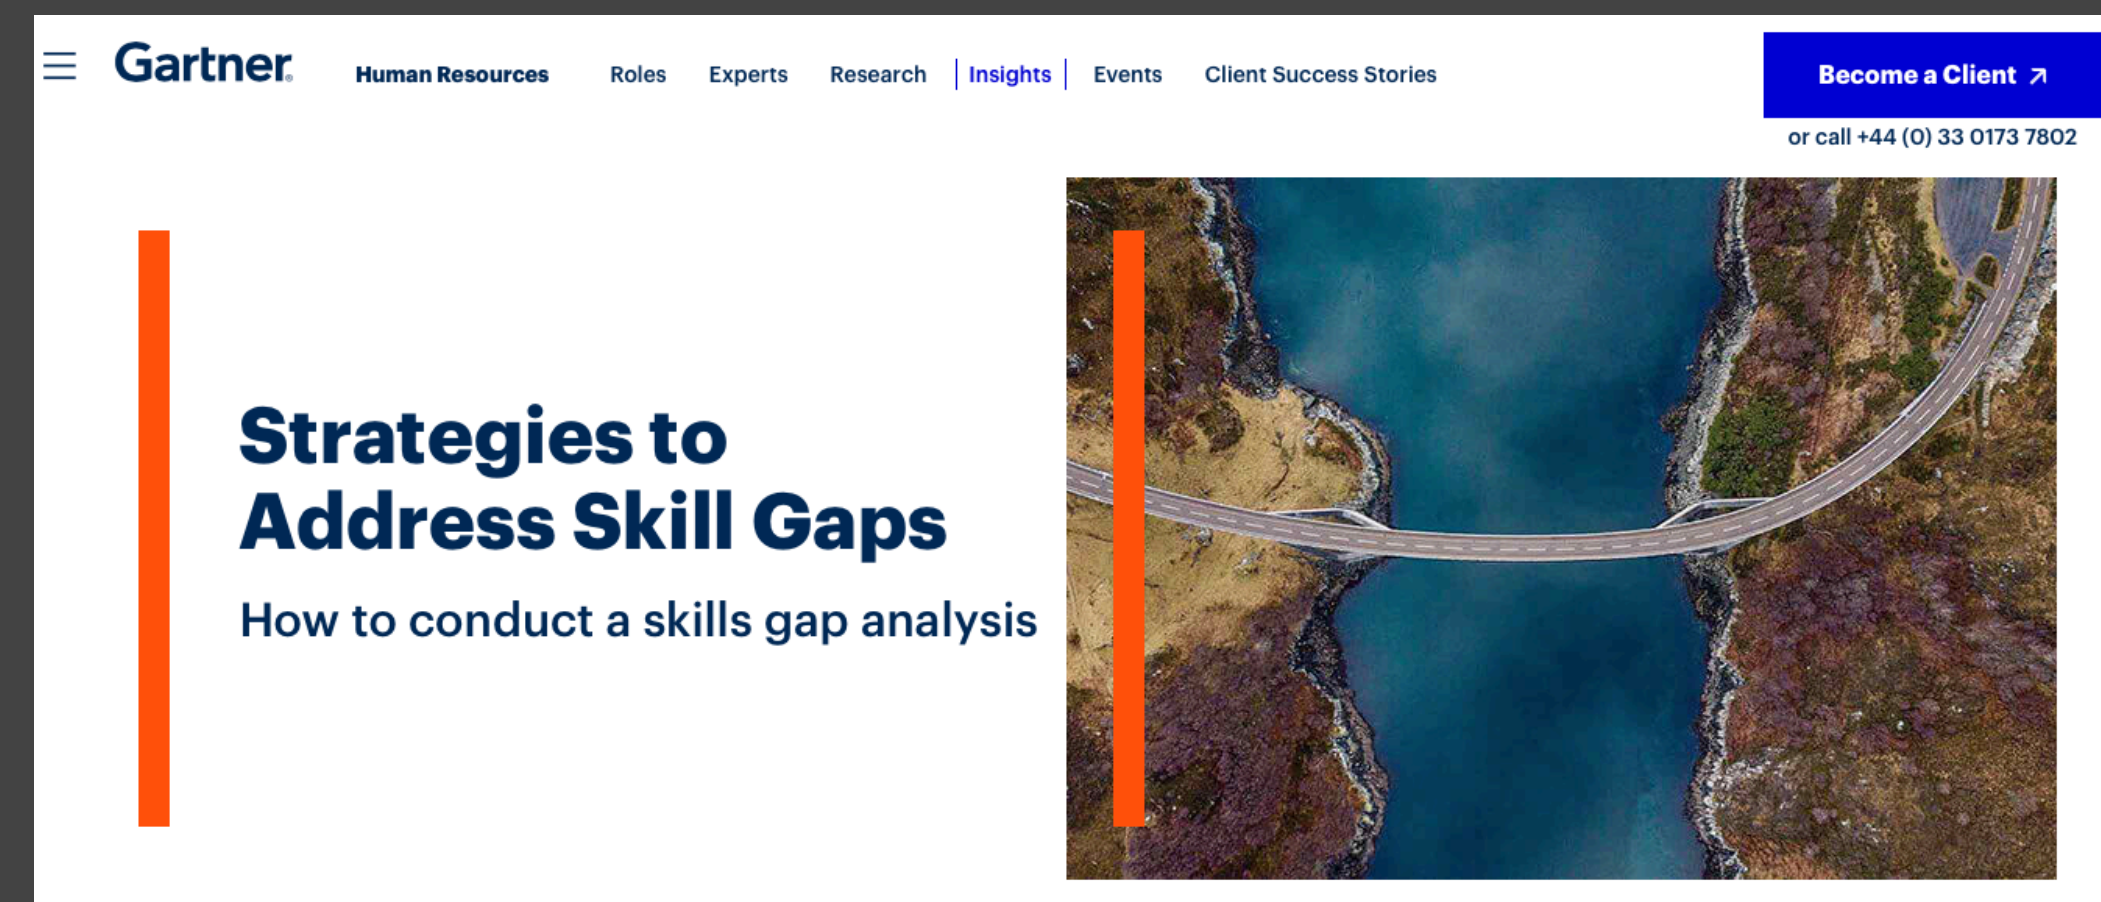 Gartner®
Human Resources
Roles
Experts
Research
Insights
Events
Client Success Stories
Become a Client ↗
or call +44 (0) 33 0173 7802
Strategies to
Address Skill Gaps
How to conduct a skills gap analysis